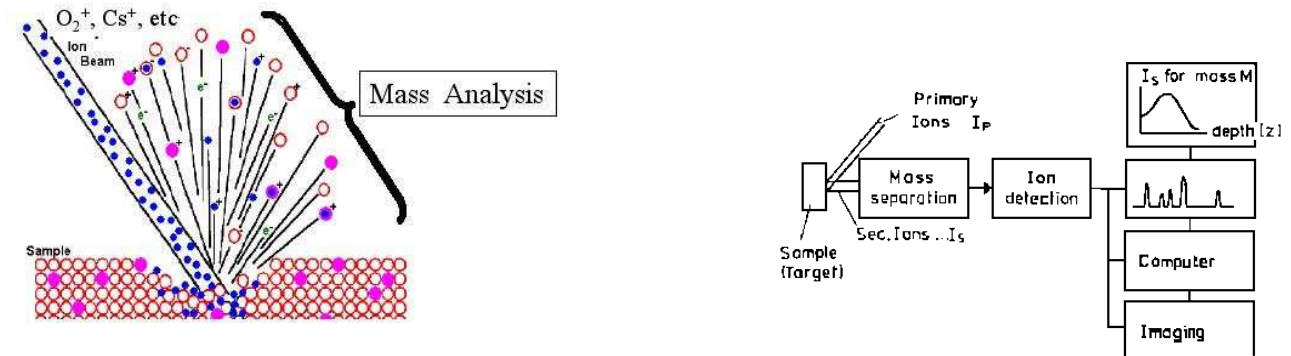 O₂⁺, Cs⁺, etc
Ion
Beam
e⁻
e⁻
e⁻
e⁻
e⁻
Mass Analysis
Sample
Primary
Ions Iₚ
Sample
(Target)
Mass
separation
Sec.Ions...Iₛ
Ion
detection
Iₛ for mass M
depth (z)
Computer
Imaging